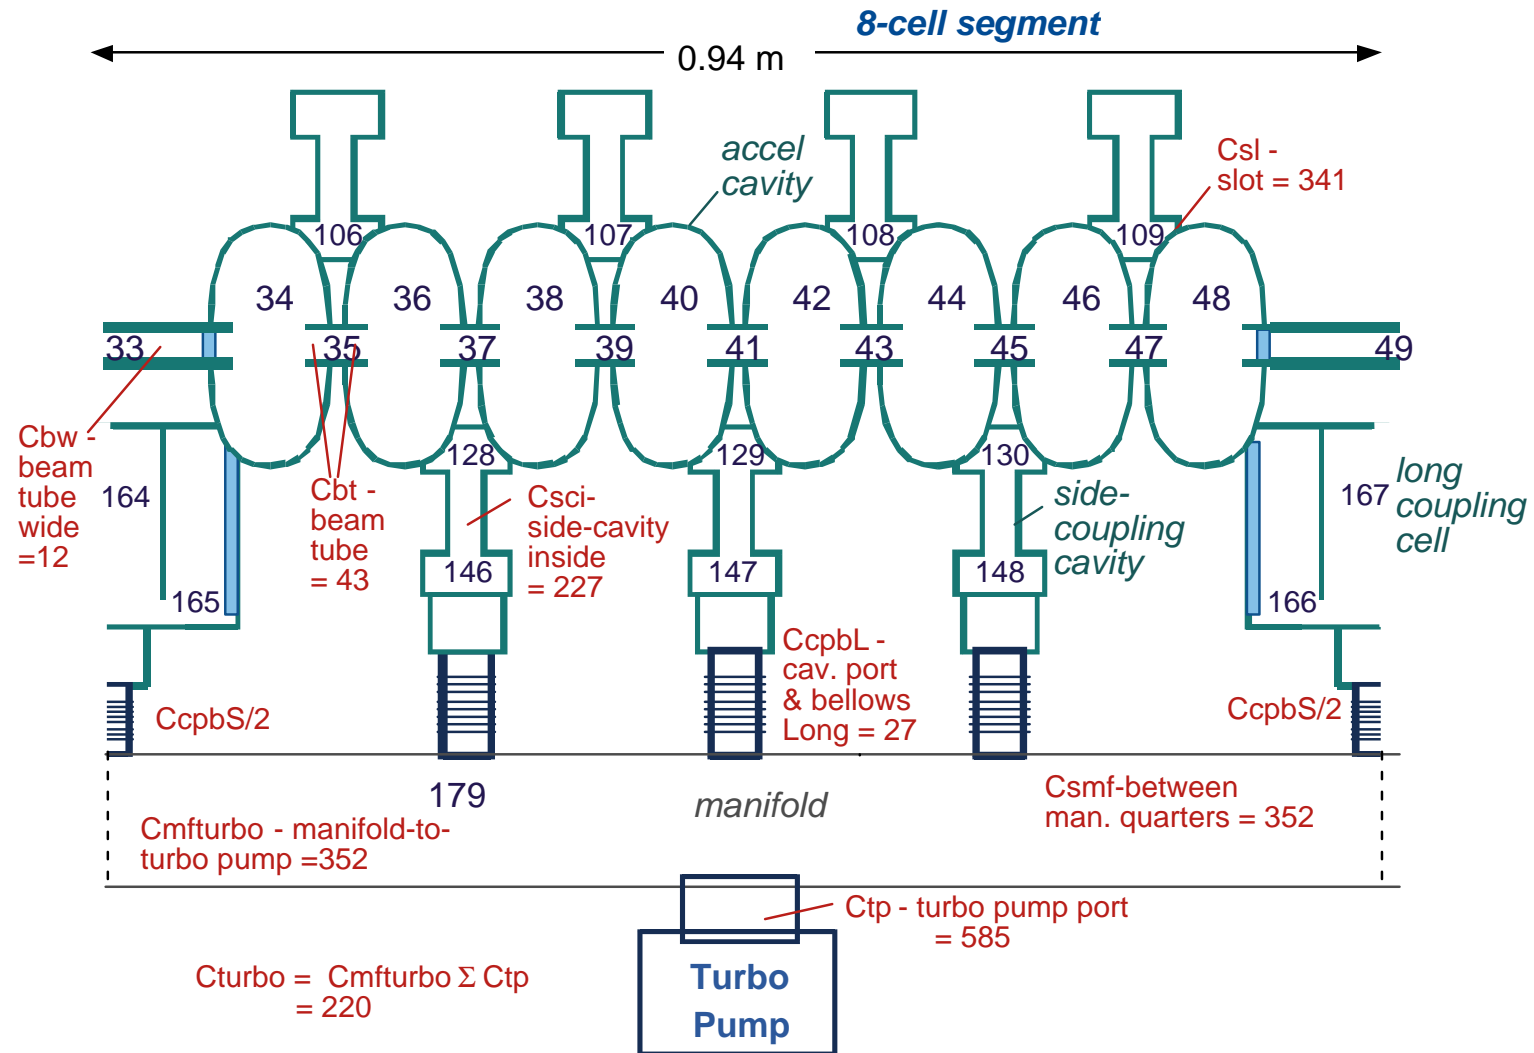 8-cell segment
0.94 m
accel
cavity
Csl -
slot = 341
106
107
108
109
34
36
38
40
42
44
46
48
33
35
37
39
41
43
45
47
49
Cbw -
beam
tube
wide
=12
Cbt -
beam
tube
= 43
Csci-
side-cavity
inside
= 227
128
129
130
side-
coupling
cavity
164
167
long
coupling
cell
165
146
147
148
166
CcpbL -
cav. port
& bellows
Long = 27
CcpbS/2
CcpbS/2
179
manifold
Csmf-between
man. quarters = 352
Cmfturbo - manifold-to-
turbo pump =352
Ctp - turbo pump port
= 585
Cturbo = Cmfturbo Σ Ctp
= 220
Turbo
Pump